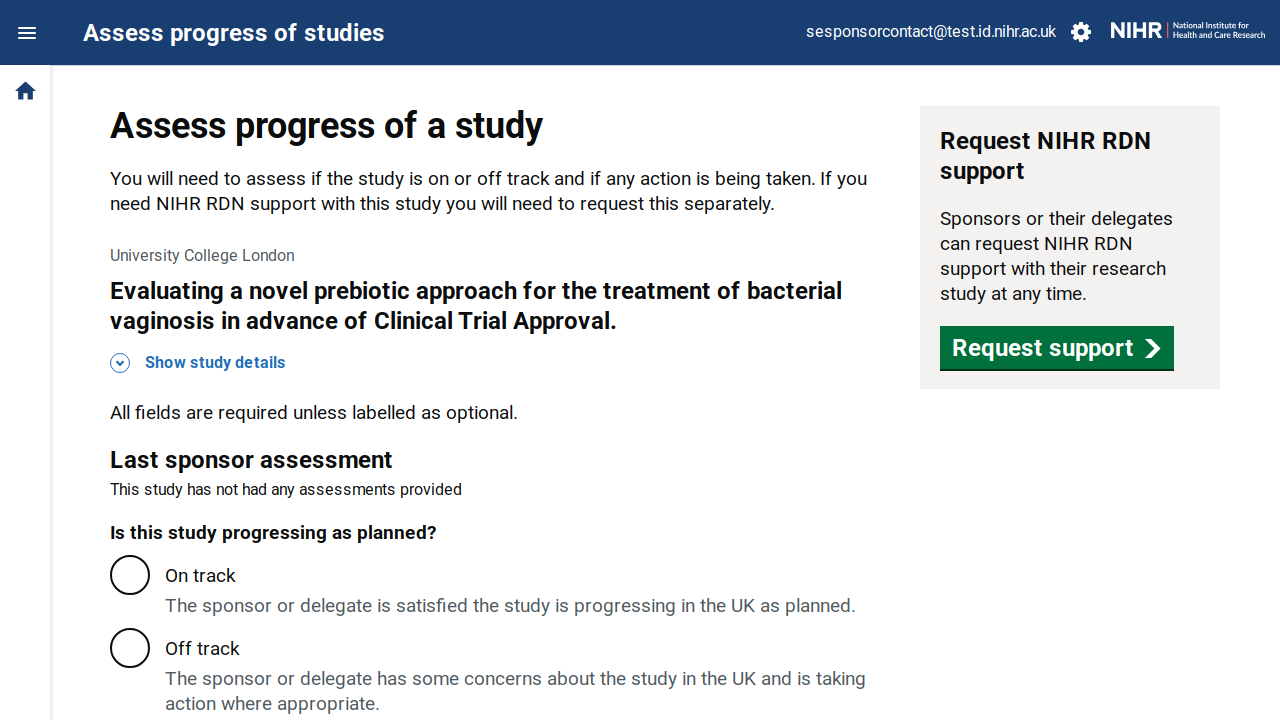 Assess progress of studies
sesponsorcontact@test.id.nihr.ac.uk
NIHR
National Institute for
Health and Care Research
Assess progress of a study
You will need to assess if the study is on or off track and if any action is being taken. If you
need NIHR RDN support with this study you will need to request this separately.
University College London
Evaluating a novel prebiotic approach for the treatment of bacterial
vaginosis in advance of Clinical Trial Approval.
Show study details
All fields are required unless labelled as optional.
Last sponsor assessment
This study has not had any assessments provided
Is this study progressing as planned?
On track
The sponsor or delegate is satisfied the study is progressing in the UK as planned.
Off track
The sponsor or delegate has some concerns about the study in the UK and is taking
action where appropriate.
Request NIHR RDN
support
Sponsors or their delegates
can request NIHR RDN
support with their research
study at any time.
Request support